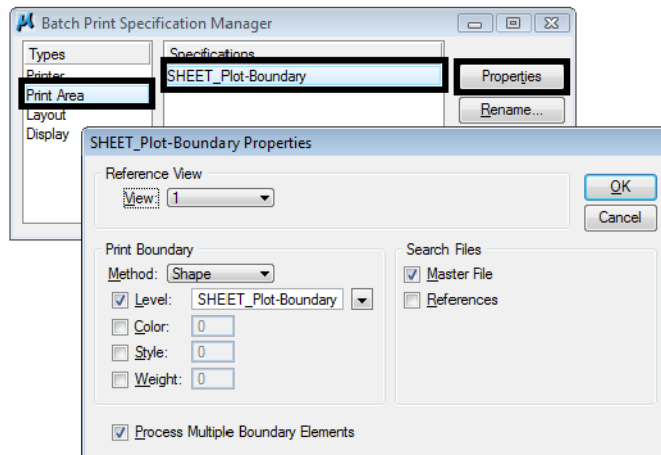 Batch Print Specification Manager
Types
Specifications
Printer
Print Area
Layout
Display
SHEET_Plot-Boundary
Properties
Rename...
SHEET_Plot-Boundary Properties
Reference View
View: 1
OK
Cancel
Print Boundary
Method: Shape
Level: SHEET_Plot-Boundary
Color: 0
Style: 0
Weight: 0
Search Files
Master File
References
Process Multiple Boundary Elements